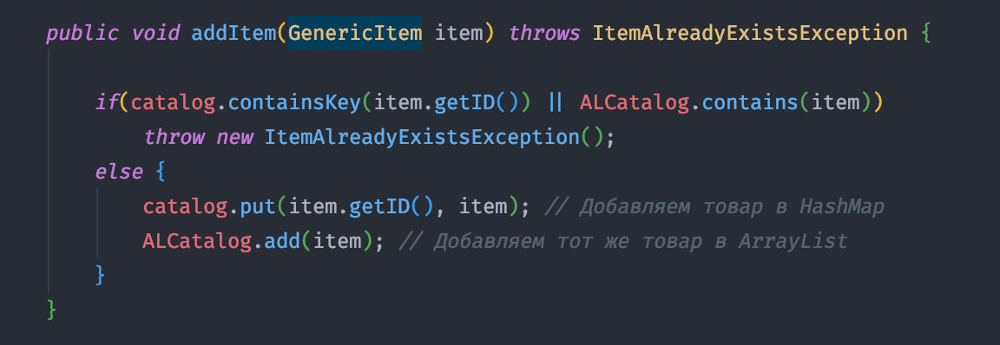 public void addItem(GenericItem item) throws ItemAlreadyExistsException {
if(catalog.containsKey(item.getID()) || ALCatalog.contains(item))
throw new ItemAlreadyExistsException();
else {
catalog.put(item.getID(), item); // Добавляем товар в HashMap
ALCatalog.add(item); // Добавляем тот же товар в ArrayList
}
}